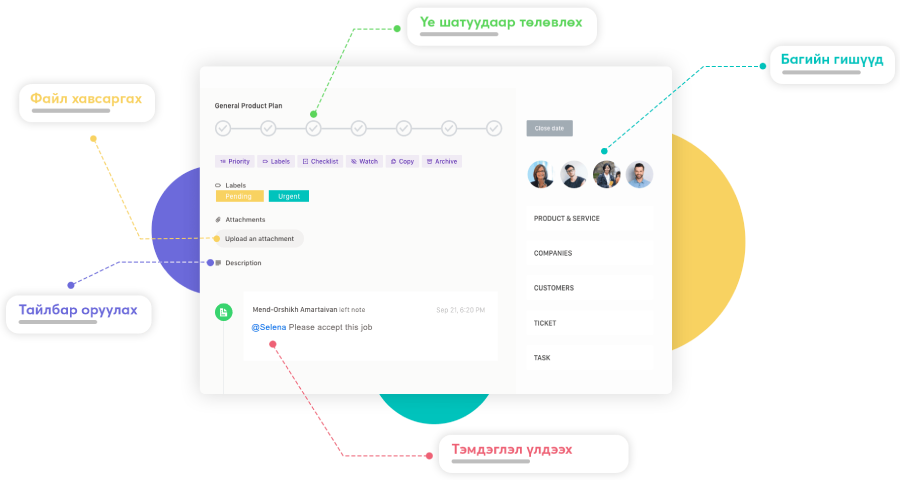 Үе шатуудаар төлөвлөх
Багийн гишүүд
Файл хавсаргах
General Product Plan
Close date
Priority
Labels
Checklist
Watch
Copy
Archive
Labels
Pending
Urgent
Attachments
Upload an attachment
Description
PRODUCT & SERVICE
COMPANIES
CUSTOMERS
TICKET
TASK
Тайлбар оруулах
Mend-Orshikh Amartaivan left note
Sep 21, 6:20 PM
@Selena Please accept this job
Тэмдэглэл үлдээх